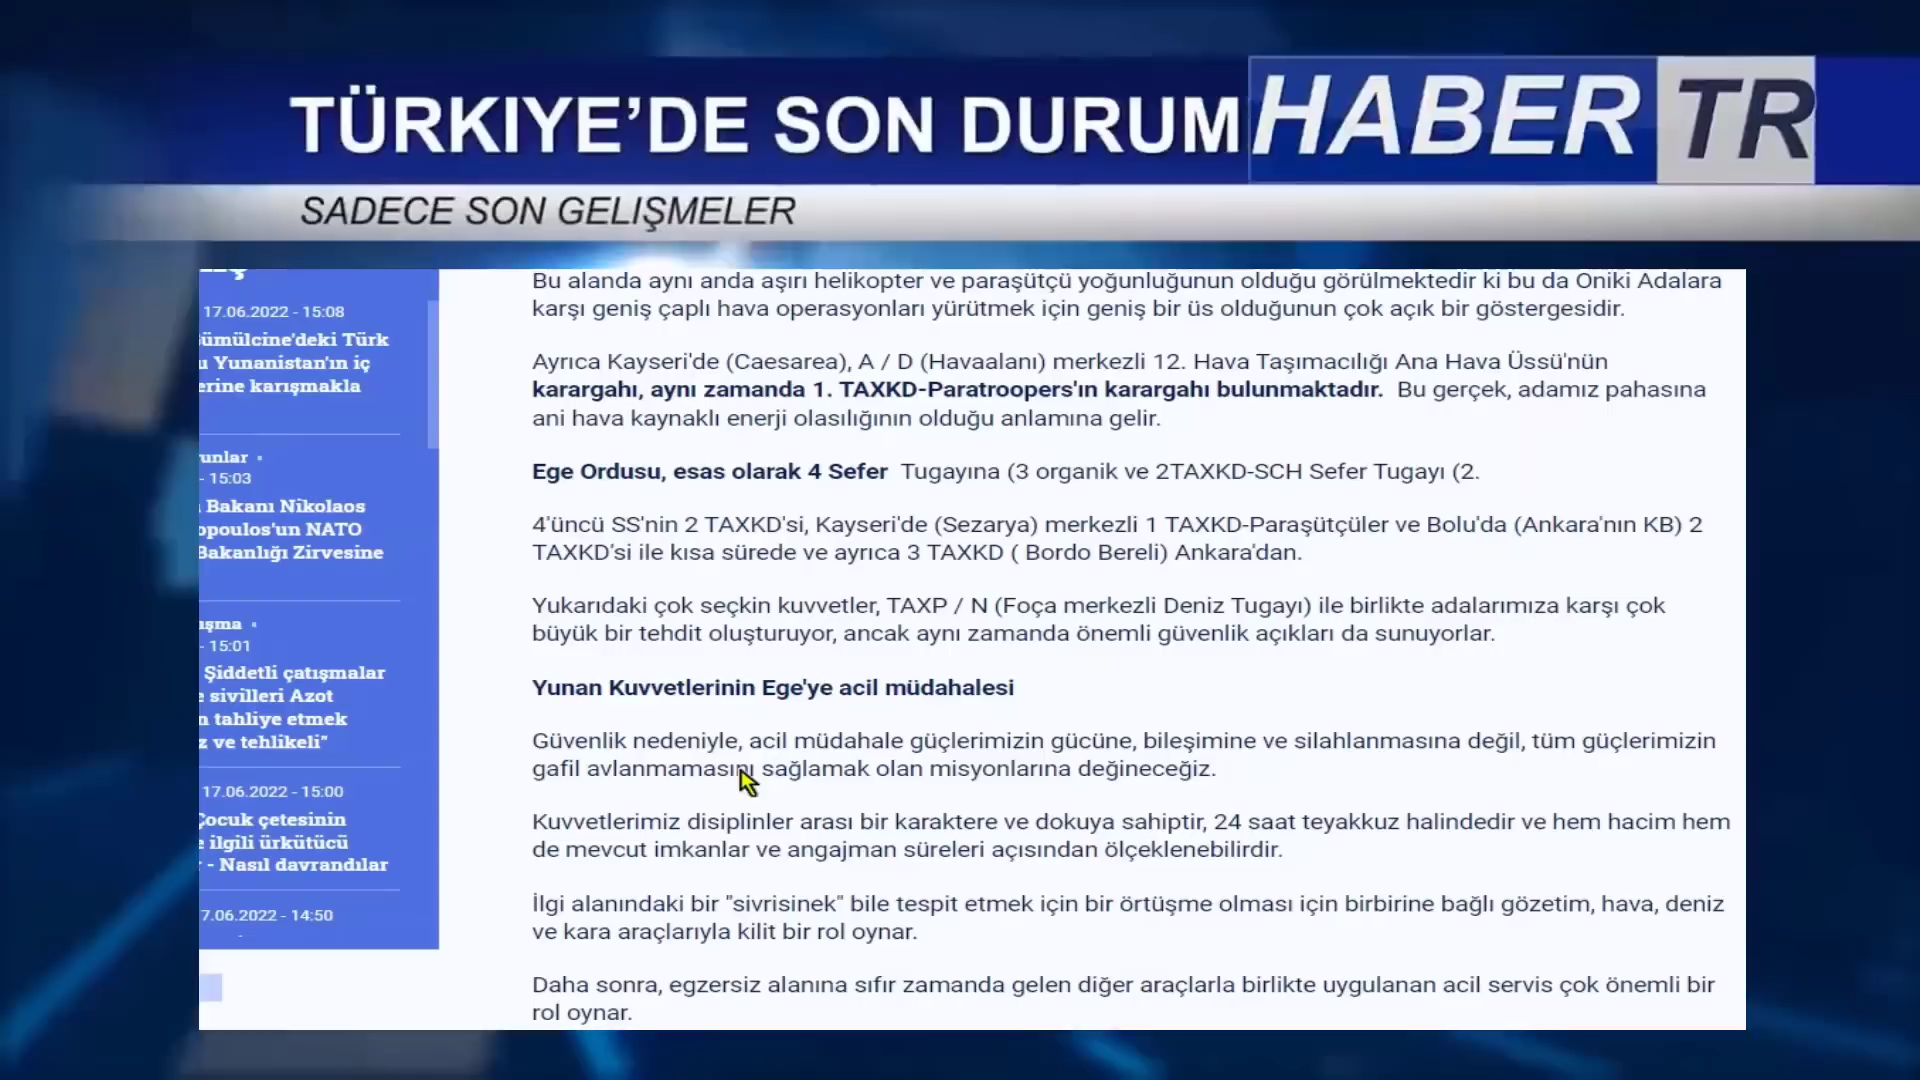 TÜRKIYE'DE SON DURUM
HABER TR
SADECE SON GELIŞMELER
17.06.2022 - 15:08
ümülcine'deki Türk
u Yunanistan'ın iç
erine karışmakla
unlar
- 15:03
Bakanı Nikolaos
opoulos'un NATO
Bakanlığı Zirvesine
ışma
- 15:01
Şiddetli çatışmalar
e sivilleri Azot
n tahliye etmek
z ve tehlikeli"
17.06.2022 - 15:00
Çocuk çetesinin
e ilgili ürkütücü
- Nasıl davrandılar
7.06.2022 - 14:50
Bu alanda aynı anda aşırı helikopter ve paraşütçü yoğunluğunun olduğu görülmektedir ki bu da Oniki Adalara
karşı geniş çaplı hava operasyonları yürütmek için geniş bir üs olduğunun çok açık bir göstergesidir.
Ayrıca Kayseri'de (Caesarea), A / D (Havaalanı) merkezli 12. Hava Taşımacılığı Ana Hava Üssü'nün
karargahı, aynı zamanda 1. TAXKD-Paratroopers'ın karargahı bulunmaktadır. Bu gerçek, adamız pahasına
ani hava kaynaklı enerji olasılığının olduğu anlamına gelir.
Ege Ordusu, esas olarak 4 Sefer Tugayına (3 organik ve 2TAXKD-SCH Sefer Tugayı (2.
4'üncü SS'nin 2 TAXKD'si, Kayseri'de (Sezarya) merkezli 1 TAXKD-Paraşütçüler ve Bolu'da (Ankara'nın KB) 2
TAXKD'si ile kısa sürede ve ayrıca 3 TAXKD ( Bordo Bereli) Ankara'dan.
Yukarıdaki çok seçkin kuvvetler, TAXP / N (Foça merkezli Deniz Tugayı) ile birlikte adalarımıza karşı çok
büyük bir tehdit oluşturuyor, ancak aynı zamanda önemli güvenlik açıkları da sunuyorlar.
Yunan Kuvvetlerinin Ege'ye acil müdahalesi
Güvenlik nedeniyle, acil müdahale güçlerimizin gücüne, bileşimine ve silahlanmasına değil, tüm güçlerimizin
gafil avlanmamasını sağlamak olan misyonlarına değineceğiz.
Kuvvetlerimiz disiplinler arası bir karaktere ve dokuya sahiptir, 24 saat teyakkuz halindedir ve hem hacim hem
de mevcut imkanlar ve angajman süreleri açısından ölçeklenebilirdir.
İlgi alanındaki bir "sivrisinek" bile tespit etmek için bir örtüşme olması için birbirine bağlı gözetim, hava, deniz
ve kara araçlarıyla kilit bir rol oynar.
Daha sonra, egzersiz alanına sıfır zamanda gelen diğer araçlarla birlikte uygulanan acil servis çok önemli bir
rol oynar.